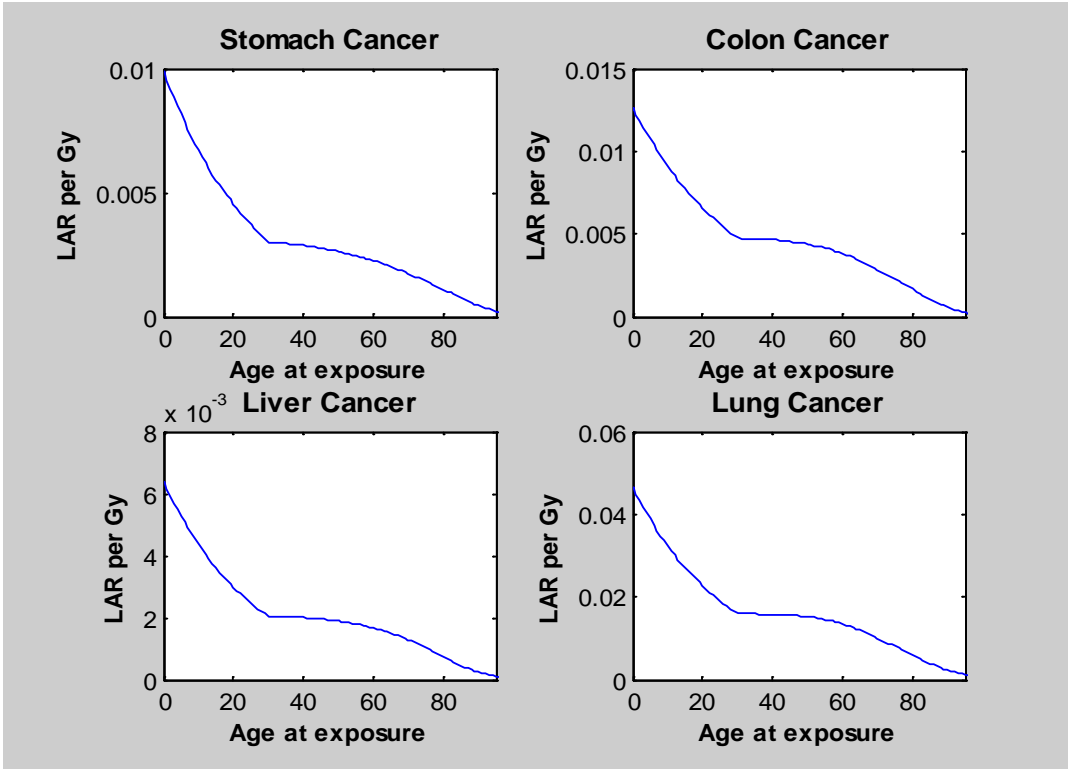 Stomach Cancer
0.01
0.005
0
LAR per Gy
0 20 40 60 80
Age at exposure
Colon Cancer
0.015
0.01
0.005
0
LAR per Gy
0 20 40 60 80
Age at exposure
x 10-3
Liver Cancer
8
6
4
2
0
LAR per Gy
0 20 40 60 80
Age at exposure
Lung Cancer
0.06
0.04
0.02
0
LAR per Gy
0 20 40 60 80
Age at exposure